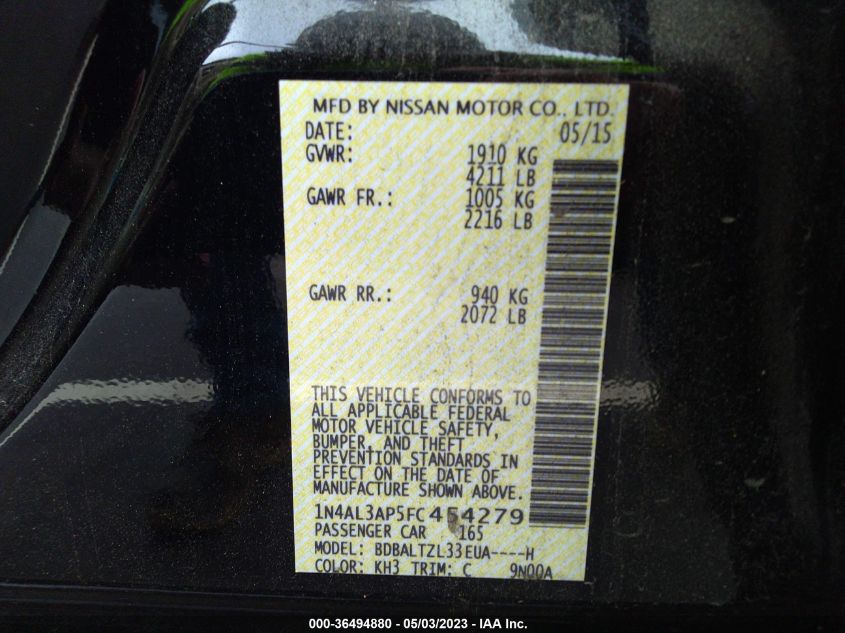 MFD BY NISSAN MOTOR CO., LTD.
DATE: 05/15
GVWR: 1910 KG
4211 LB
GAWR FR.: 1005 KG
2216 LB
GAWR RR.: 940 KG
2072 LB
THIS VEHICLE CONFORMS TO
ALL APPLICABLE FEDERAL
MOTOR VEHICLE SAFETY,
BUMPER, AND THEFT
PREVENTION STANDARDS IN
EFFECT ON THE DATE OF
MANUFACTURE SHOWN ABOVE.
1N4AL3AP5FC454279
PASSENGER CAR 165
MODEL: BDBALTZL33EUA----H
COLOR: KH3 TRIM: C 9N00A
000-36494880 - 05/03/2023 - IAA Inc.